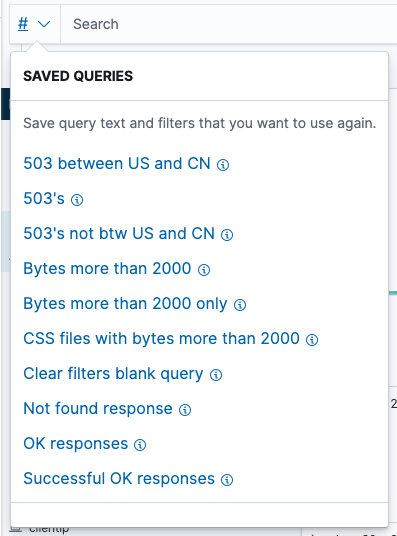 #
Search
SAVED QUERIES
Save query text and filters that you want to use again.
503 between US and CN
503's
503's not btw US and CN
Bytes more than 2000
Bytes more than 2000 only
CSS files with bytes more than 2000
Clear filters blank query
Not found response
OK responses
Successful OK responses
2
clientip